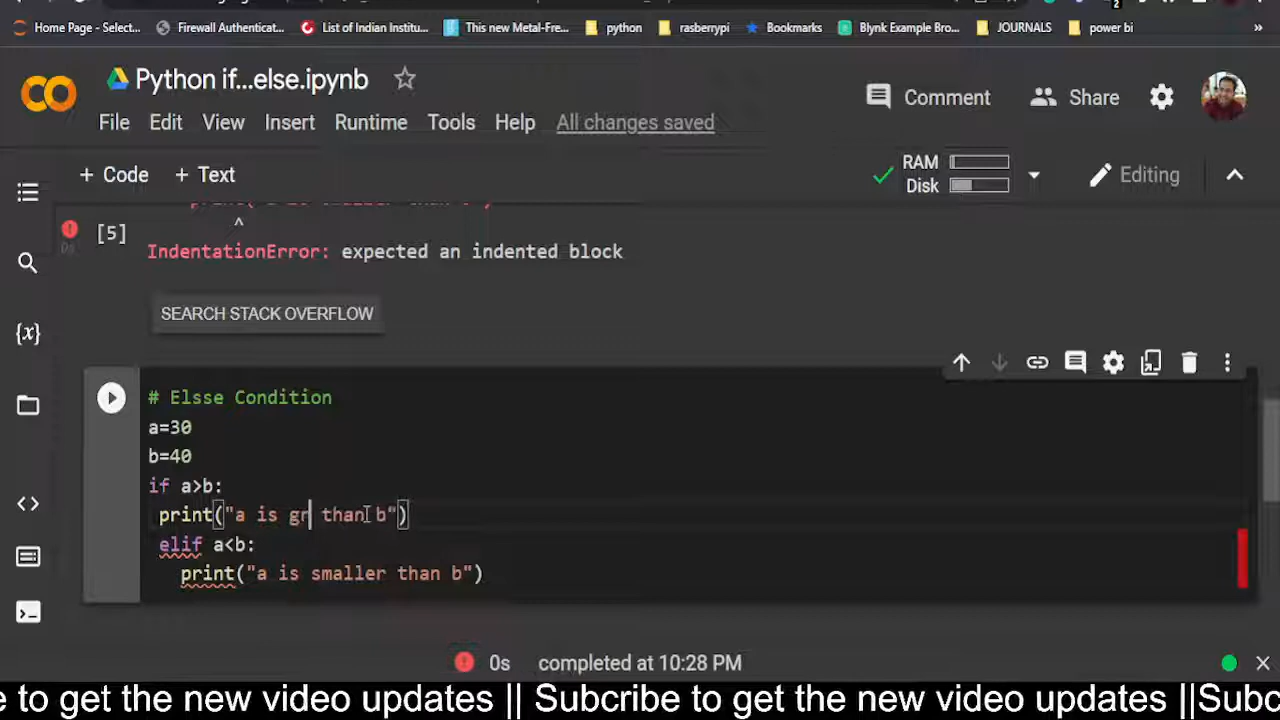 Home Page - Select... Firewall Authenticat... List of Indian Institu... This new Metal-Fre... python rasberrypi Bookmarks Blynk Example Bro... JOURNALS power bi »
Python if...else.ipynb
Comment Share
File Edit View Insert Runtime Tools Help All changes saved
+ Code + Text
RAM
Disk
Editing
^
[5]
0s
IndentationError: expected an indented block
SEARCH STACK OVERFLOW
# Elsse Condition
a=30
b=40
if a>b:
print("a is gr than b")
elif a<b:
print("a is smaller than b")
0s completed at 10:28 PM
e to get the new video updates || Subcribe to get the new video updates ||Subc